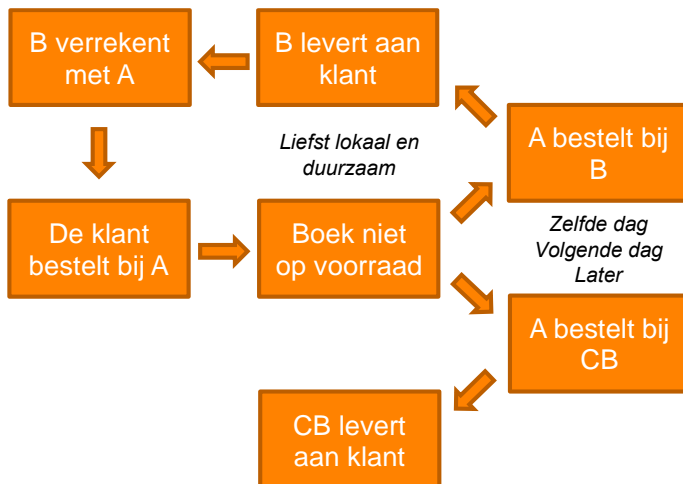 B verrekent
met A
B levert aan
klant
Liefst lokaal en
duurzaam
A bestelt bij
B
De klant
bestelt bij A
Boek niet
op voorraad
Zelfde dag
Volgende dag
Later
A bestelt bij
CB
CB levert
aan klant